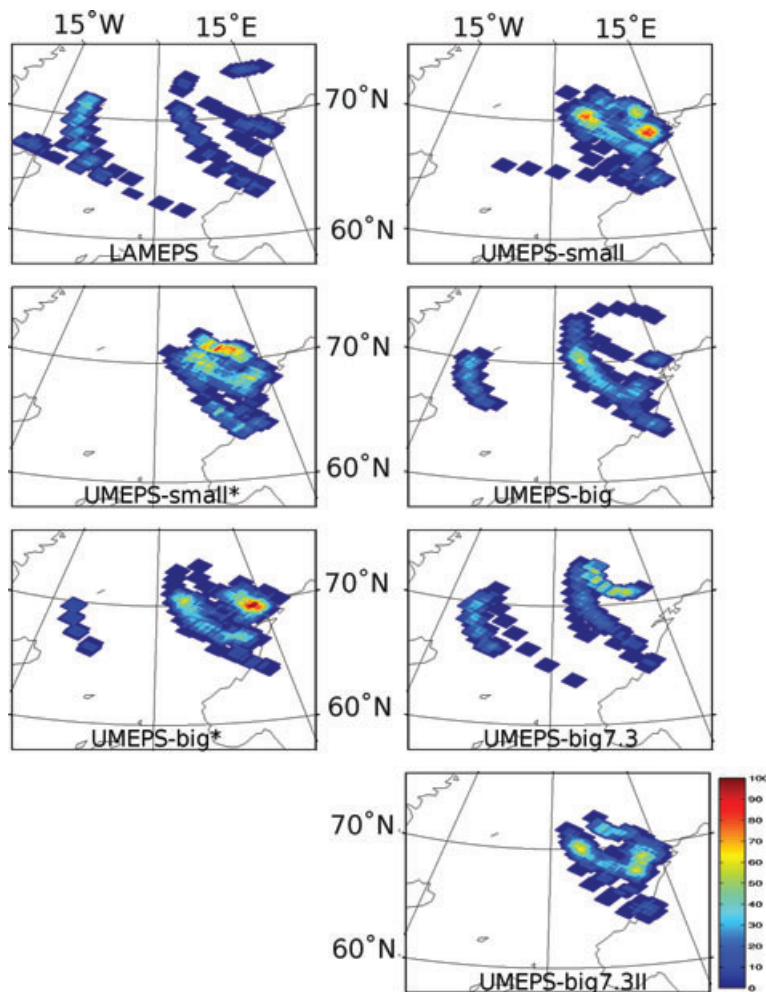 15˚W 15˚E 15˚W 15˚E
70˚N
60˚N
LAMEPS UMEPS-small
70˚N
60˚N
UMEPS-small* UMEPS-big
70˚N
60˚N
UMEPS-big* UMEPS-big7.3
70˚N
60˚N
UMEPS-big7.3II
100
90
80
70
60
50
40
30
20
10
0